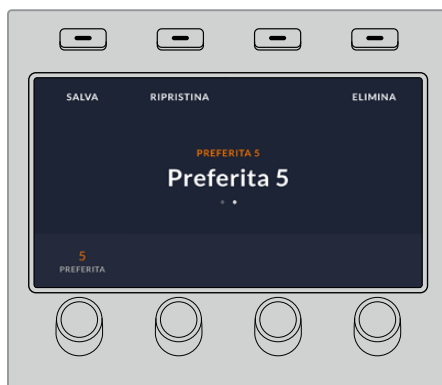 SALVA RIPRISTINA ELIMINA
PREFERITA 5
Preferita 5
5
PREFERITA